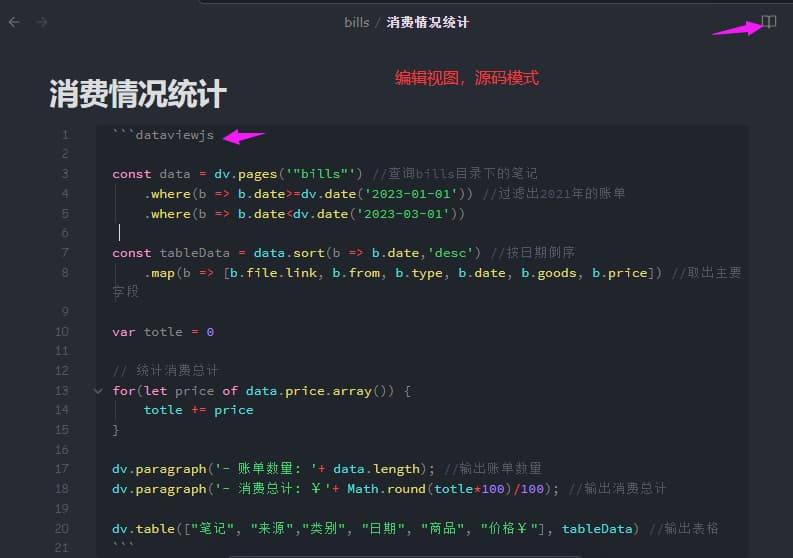 bills / 消费情况统计
编辑视图，源码模式
消费情况统计
1 ```dataviewjs
2
3 const data = dv.pages('"bills"') //查询bills目录下的笔记
4 .where(b => b.date>=dv.date('2023-01-01')) //过滤出2021年的账单
5 .where(b => b.date<dv.date('2023-03-01'))
6
7 const tableData = data.sort(b => b.date,'desc') //按日期倒序
8 .map(b => [b.file.link, b.from, b.type, b.date, b.goods, b.price]) //取出主要
字段
9
10 var totle = 0
11
12 // 统计消费总计
13 for(let price of data.price.array()) {
14 totle += price
15 }
16
17 dv.paragraph('- 账单数量: '+ data.length); //输出账单数量
18 dv.paragraph('- 消费总计: ￥'+ Math.round(totle*100)/100); //输出消费总计
19
20 dv.table(["笔记", "来源","类别", "日期", "商品", "价格￥"], tableData) //输出表格
21 ```